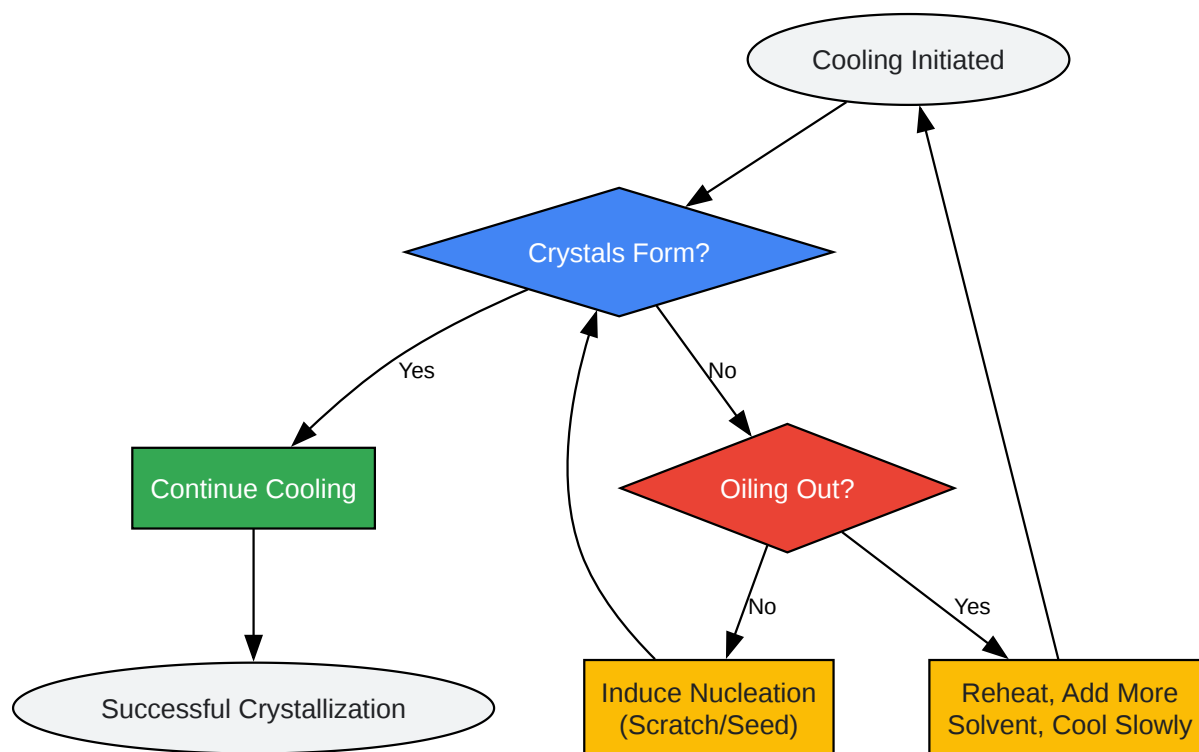 Cooling Initiated
Crystals Form?
Yes
No
Continue Cooling
Oiling Out?
No
Yes
Successful Crystallization
Induce Nucleation
(Scratch/Seed)
Reheat, Add More
Solvent, Cool Slowly